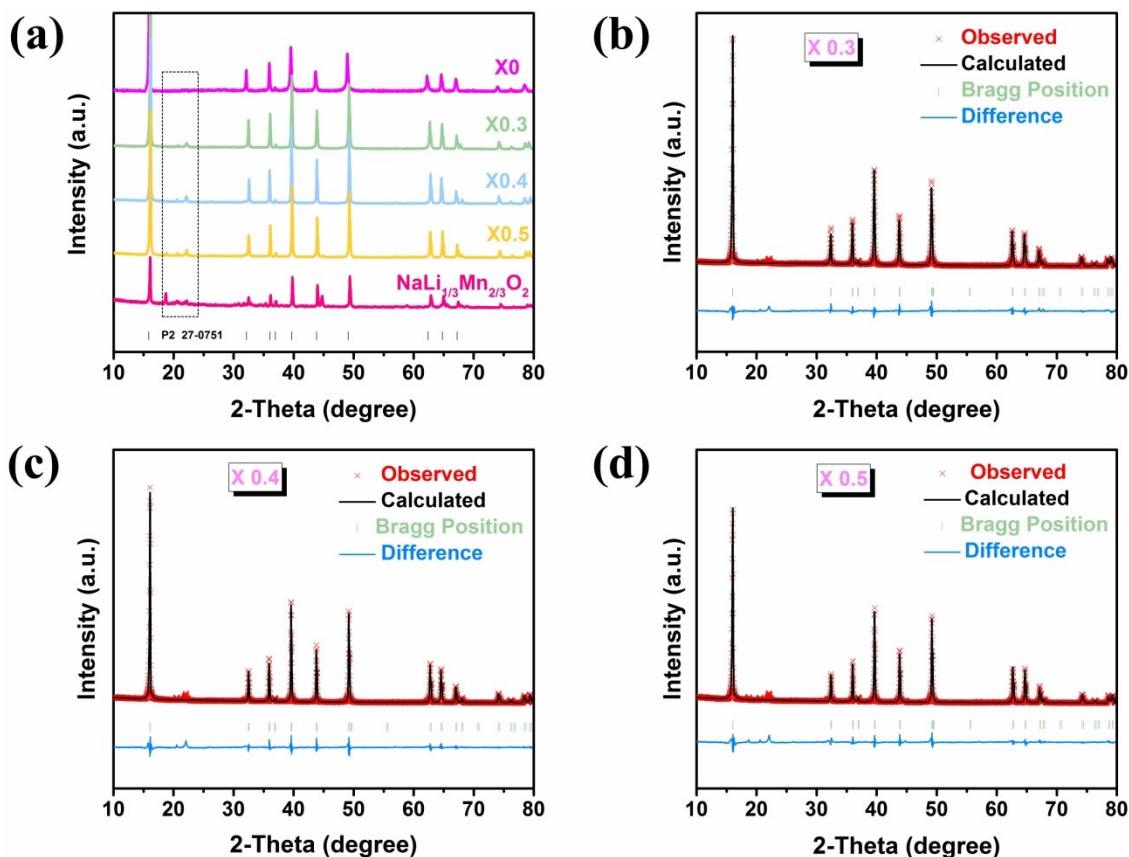 (a)
Intensity (a.u.)
X0
X0.3
X0.4
X0.5
NaLi1/3Mn2/3O2
P2 27-0751
10 20 30 40 50 60 70 80
2-Theta (degree)
(b)
Intensity (a.u.)
X 0.3
Observed
Calculated
Bragg Position
Difference
10 20 30 40 50 60 70 80
2-Theta (degree)
(c)
Intensity (a.u.)
X 0.4
Observed
Calculated
Bragg Position
Difference
10 20 30 40 50 60 70 80
2-Theta (degree)
(d)
Intensity (a.u.)
X 0.5
Observed
Calculated
Bragg Position
Difference
10 20 30 40 50 60 70 80
2-Theta (degree)